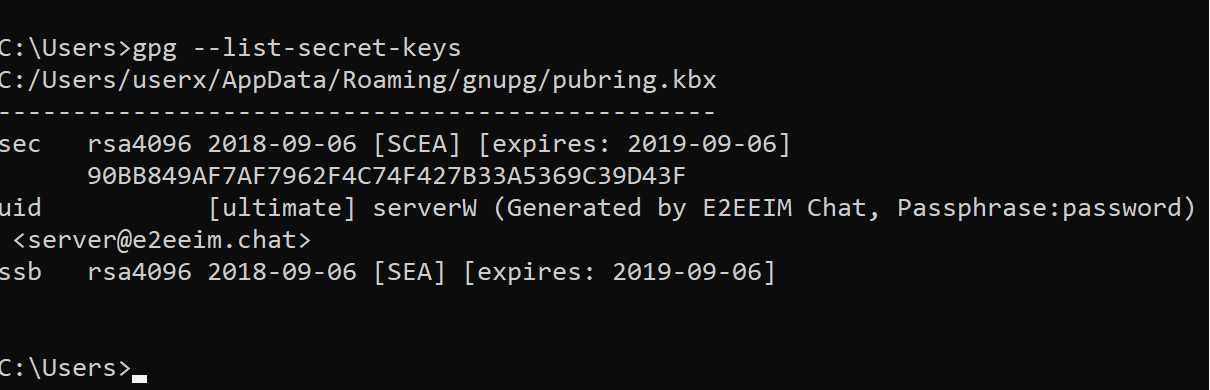 C:\Users>gpg --list-secret-keys
C:/Users/userx/AppData/Roaming/gnupg/pubring.kbx
------------------------------------------------
sec   rsa4096 2018-09-06 [SCEA] [expires: 2019-09-06]
      90BB849AF7AF7962F4C74F427B33A5369C39D43F
uid           [ultimate] serverW (Generated by E2EEIM Chat, Passphrase:password)
 <server@e2eeim.chat>
ssb   rsa4096 2018-09-06 [SEA] [expires: 2019-09-06]
C:\Users>